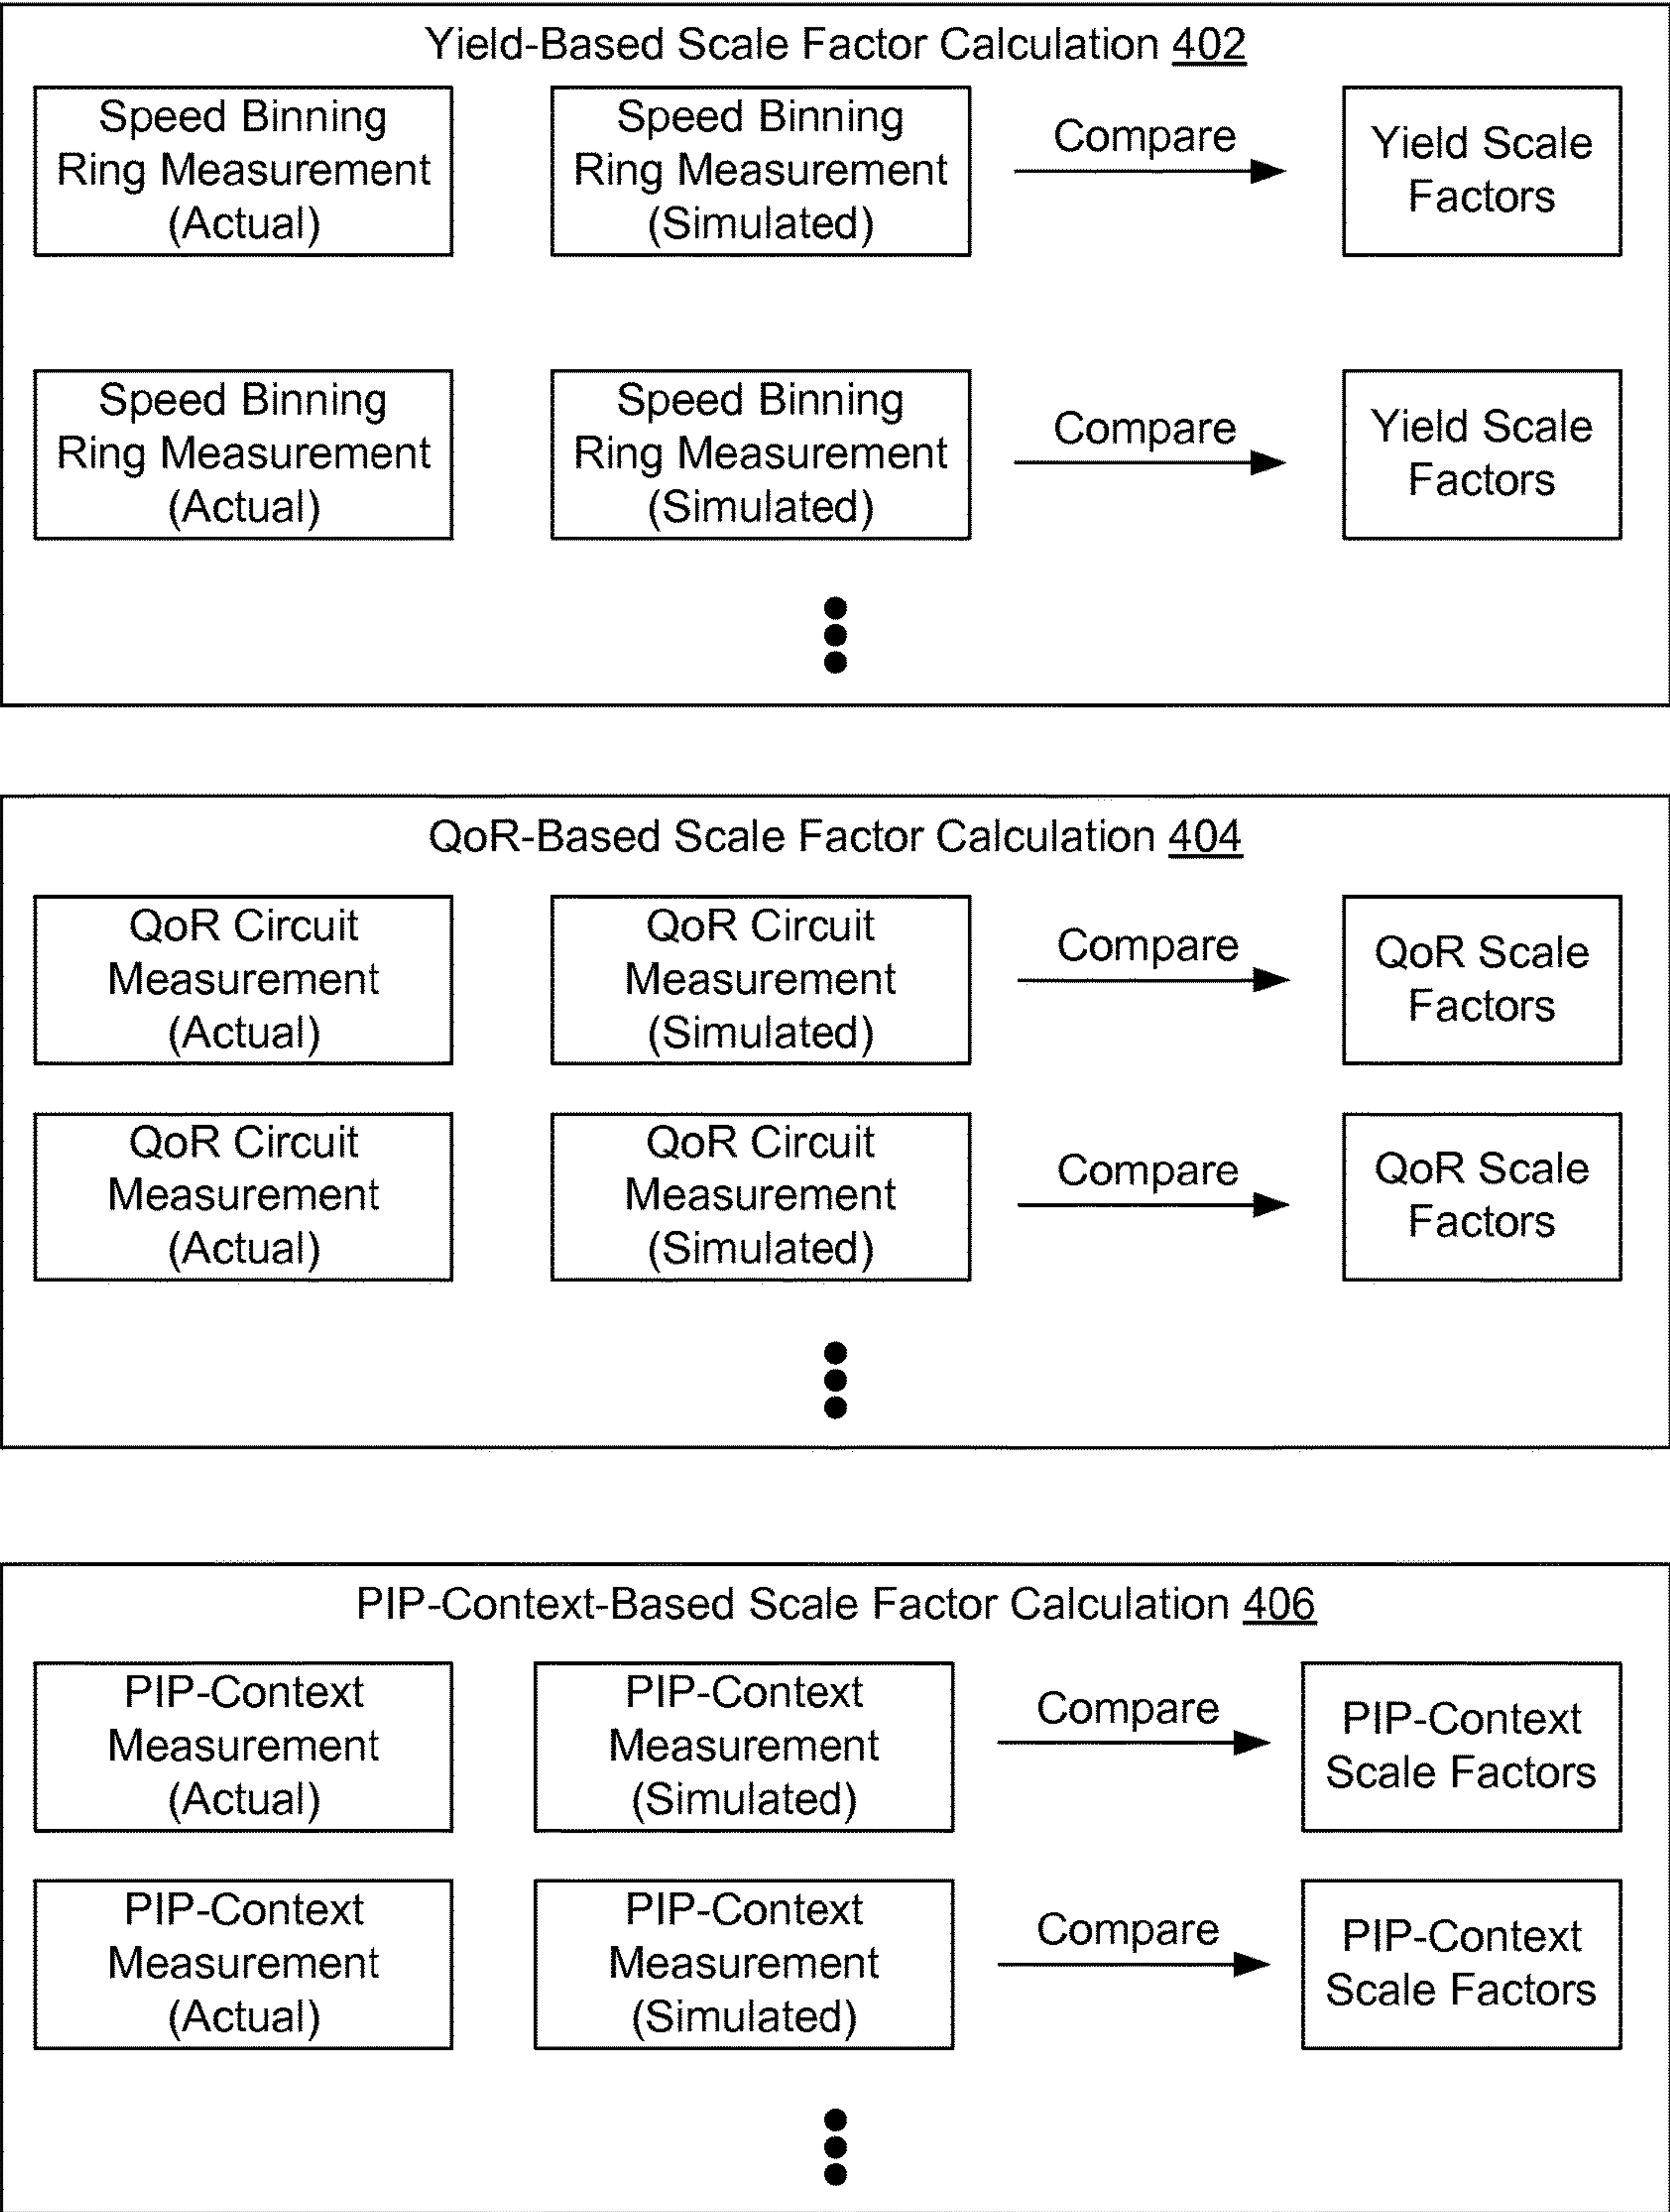 Yield-Based Scale Factor Calculation 402
Speed Binning
Ring Measurement
(Actual)
Speed Binning
Ring Measurement
(Simulated)
Compare
Yield Scale
Factors
Speed Binning
Ring Measurement
(Actual)
Speed Binning
Ring Measurement
(Simulated)
Compare
Yield Scale
Factors
QoR-Based Scale Factor Calculation 404
QoR Circuit
Measurement
(Actual)
QoR Circuit
Measurement
(Simulated)
Compare
QoR Scale
Factors
QoR Circuit
Measurement
(Actual)
QoR Circuit
Measurement
(Simulated)
Compare
QoR Scale
Factors
PIP-Context-Based Scale Factor Calculation 406
PIP-Context
Measurement
(Actual)
PIP-Context
Measurement
(Simulated)
Compare
PIP-Context
Scale Factors
PIP-Context
Measurement
(Actual)
PIP-Context
Measurement
(Simulated)
Compare
PIP-Context
Scale Factors